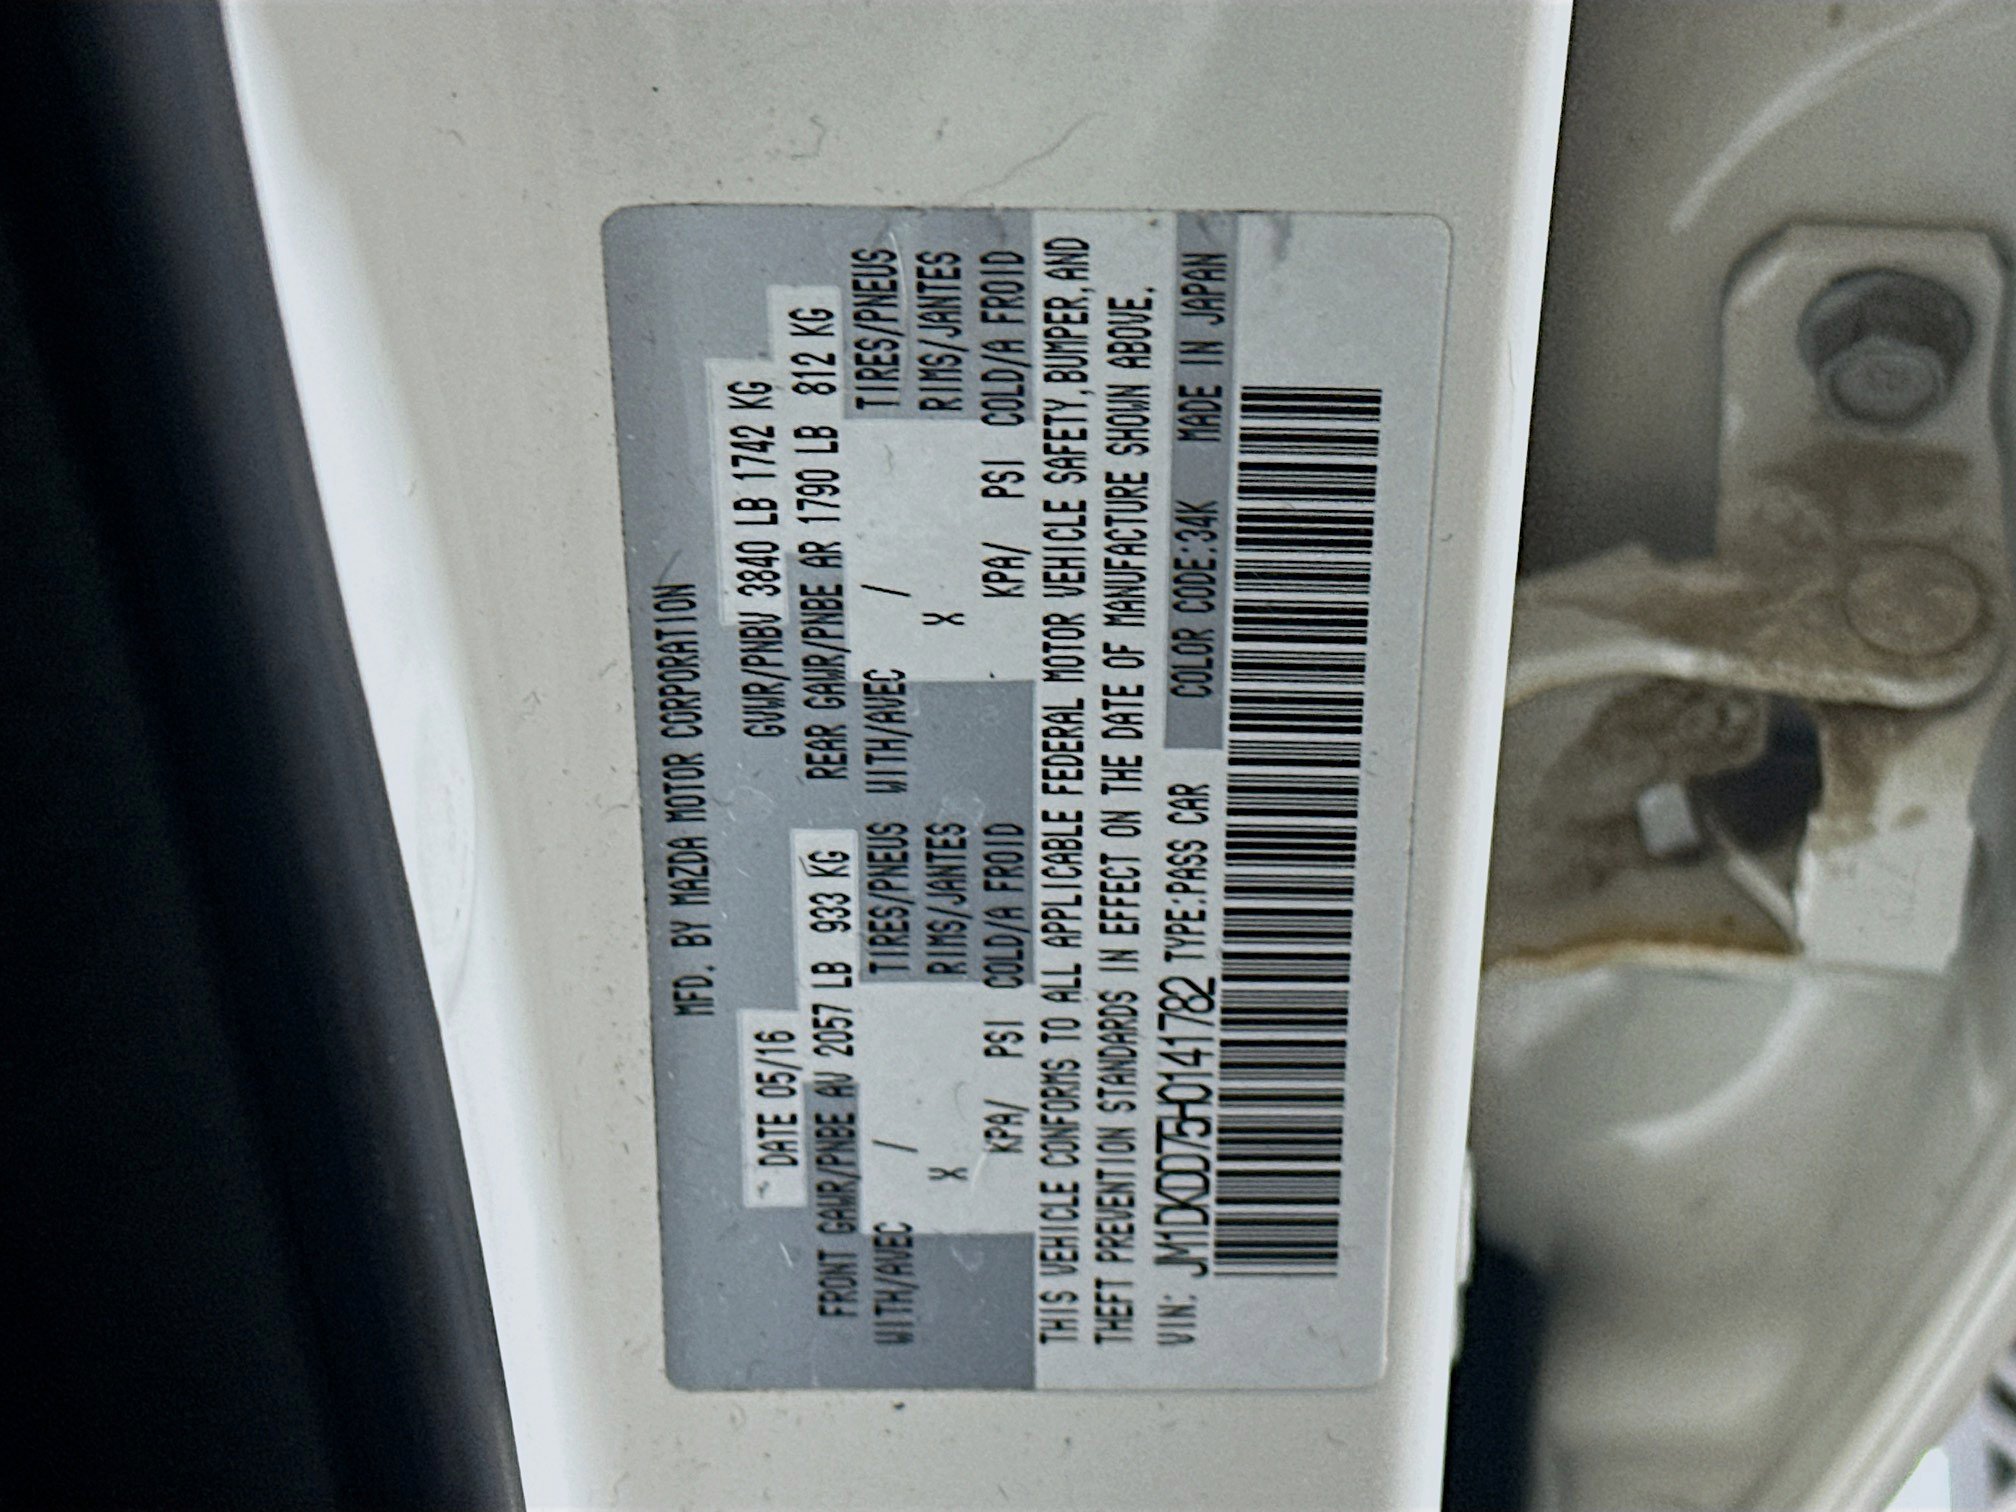 MFD. BY MAZDA MOTOR CORPORATION
DATE 05/16 GVWR/PNBV 3840 LB 1742 KG
FRONT GAWR/PNBE AV 2057 LB 933 KG REAR GAWR/PNBE AR 1790 LB 812 KG
WITH/AVEC / TIRES/PNEUS WITH/AVEC / TIRES/PNEUS
X RIMS/JANTES X RIMS/JANTES
KPA/ PSI COLD/A FROID KPA/ PSI COLD/A FROID
THIS VEHICLE CONFORMS TO ALL APPLICABLE FEDERAL MOTOR VEHICLE SAFETY,BUMPER,AND
THEFT PREVENTION STANDARDS IN EFFECT ON THE DATE OF MANUFACTURE SHOWN ABOVE.
VIN: JM1DKDD75H0141782 TYPE:PASS CAR COLOR CODE:34K MADE IN JAPAN